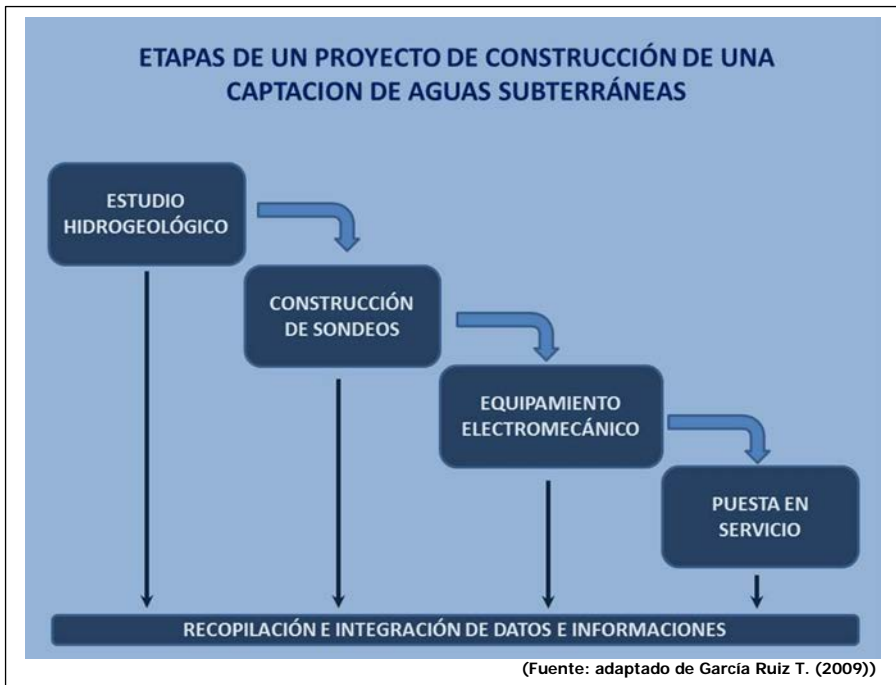 ETAPAS DE UN PROYECTO DE CONSTRUCCIÓN DE UNA
CAPTACION DE AGUAS SUBTERRÁNEAS
ESTUDIO
HIDROGEOLÓGICO
CONSTRUCCIÓN
DE SONDEOS
EQUIPAMIENTO
ELECTROMECÁNICO
PUESTA EN
SERVICIO
RECOPILACIÓN E INTEGRACIÓN DE DATOS E INFORMACIONES
(Fuente: adaptado de García Ruiz T. (2009))